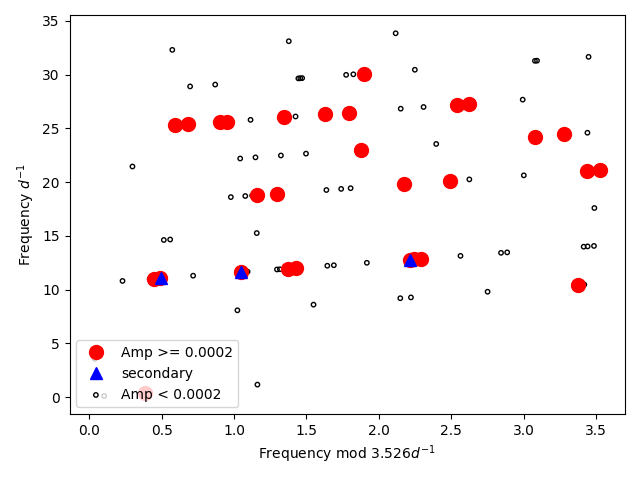 35
30
25
20
15
10
5
0
Frequency d⁻¹
Amp >= 0.0002
secondary
Amp < 0.0002
0.0 0.5 1.0 1.5 2.0 2.5 3.0 3.5
Frequency mod 3.526d⁻¹